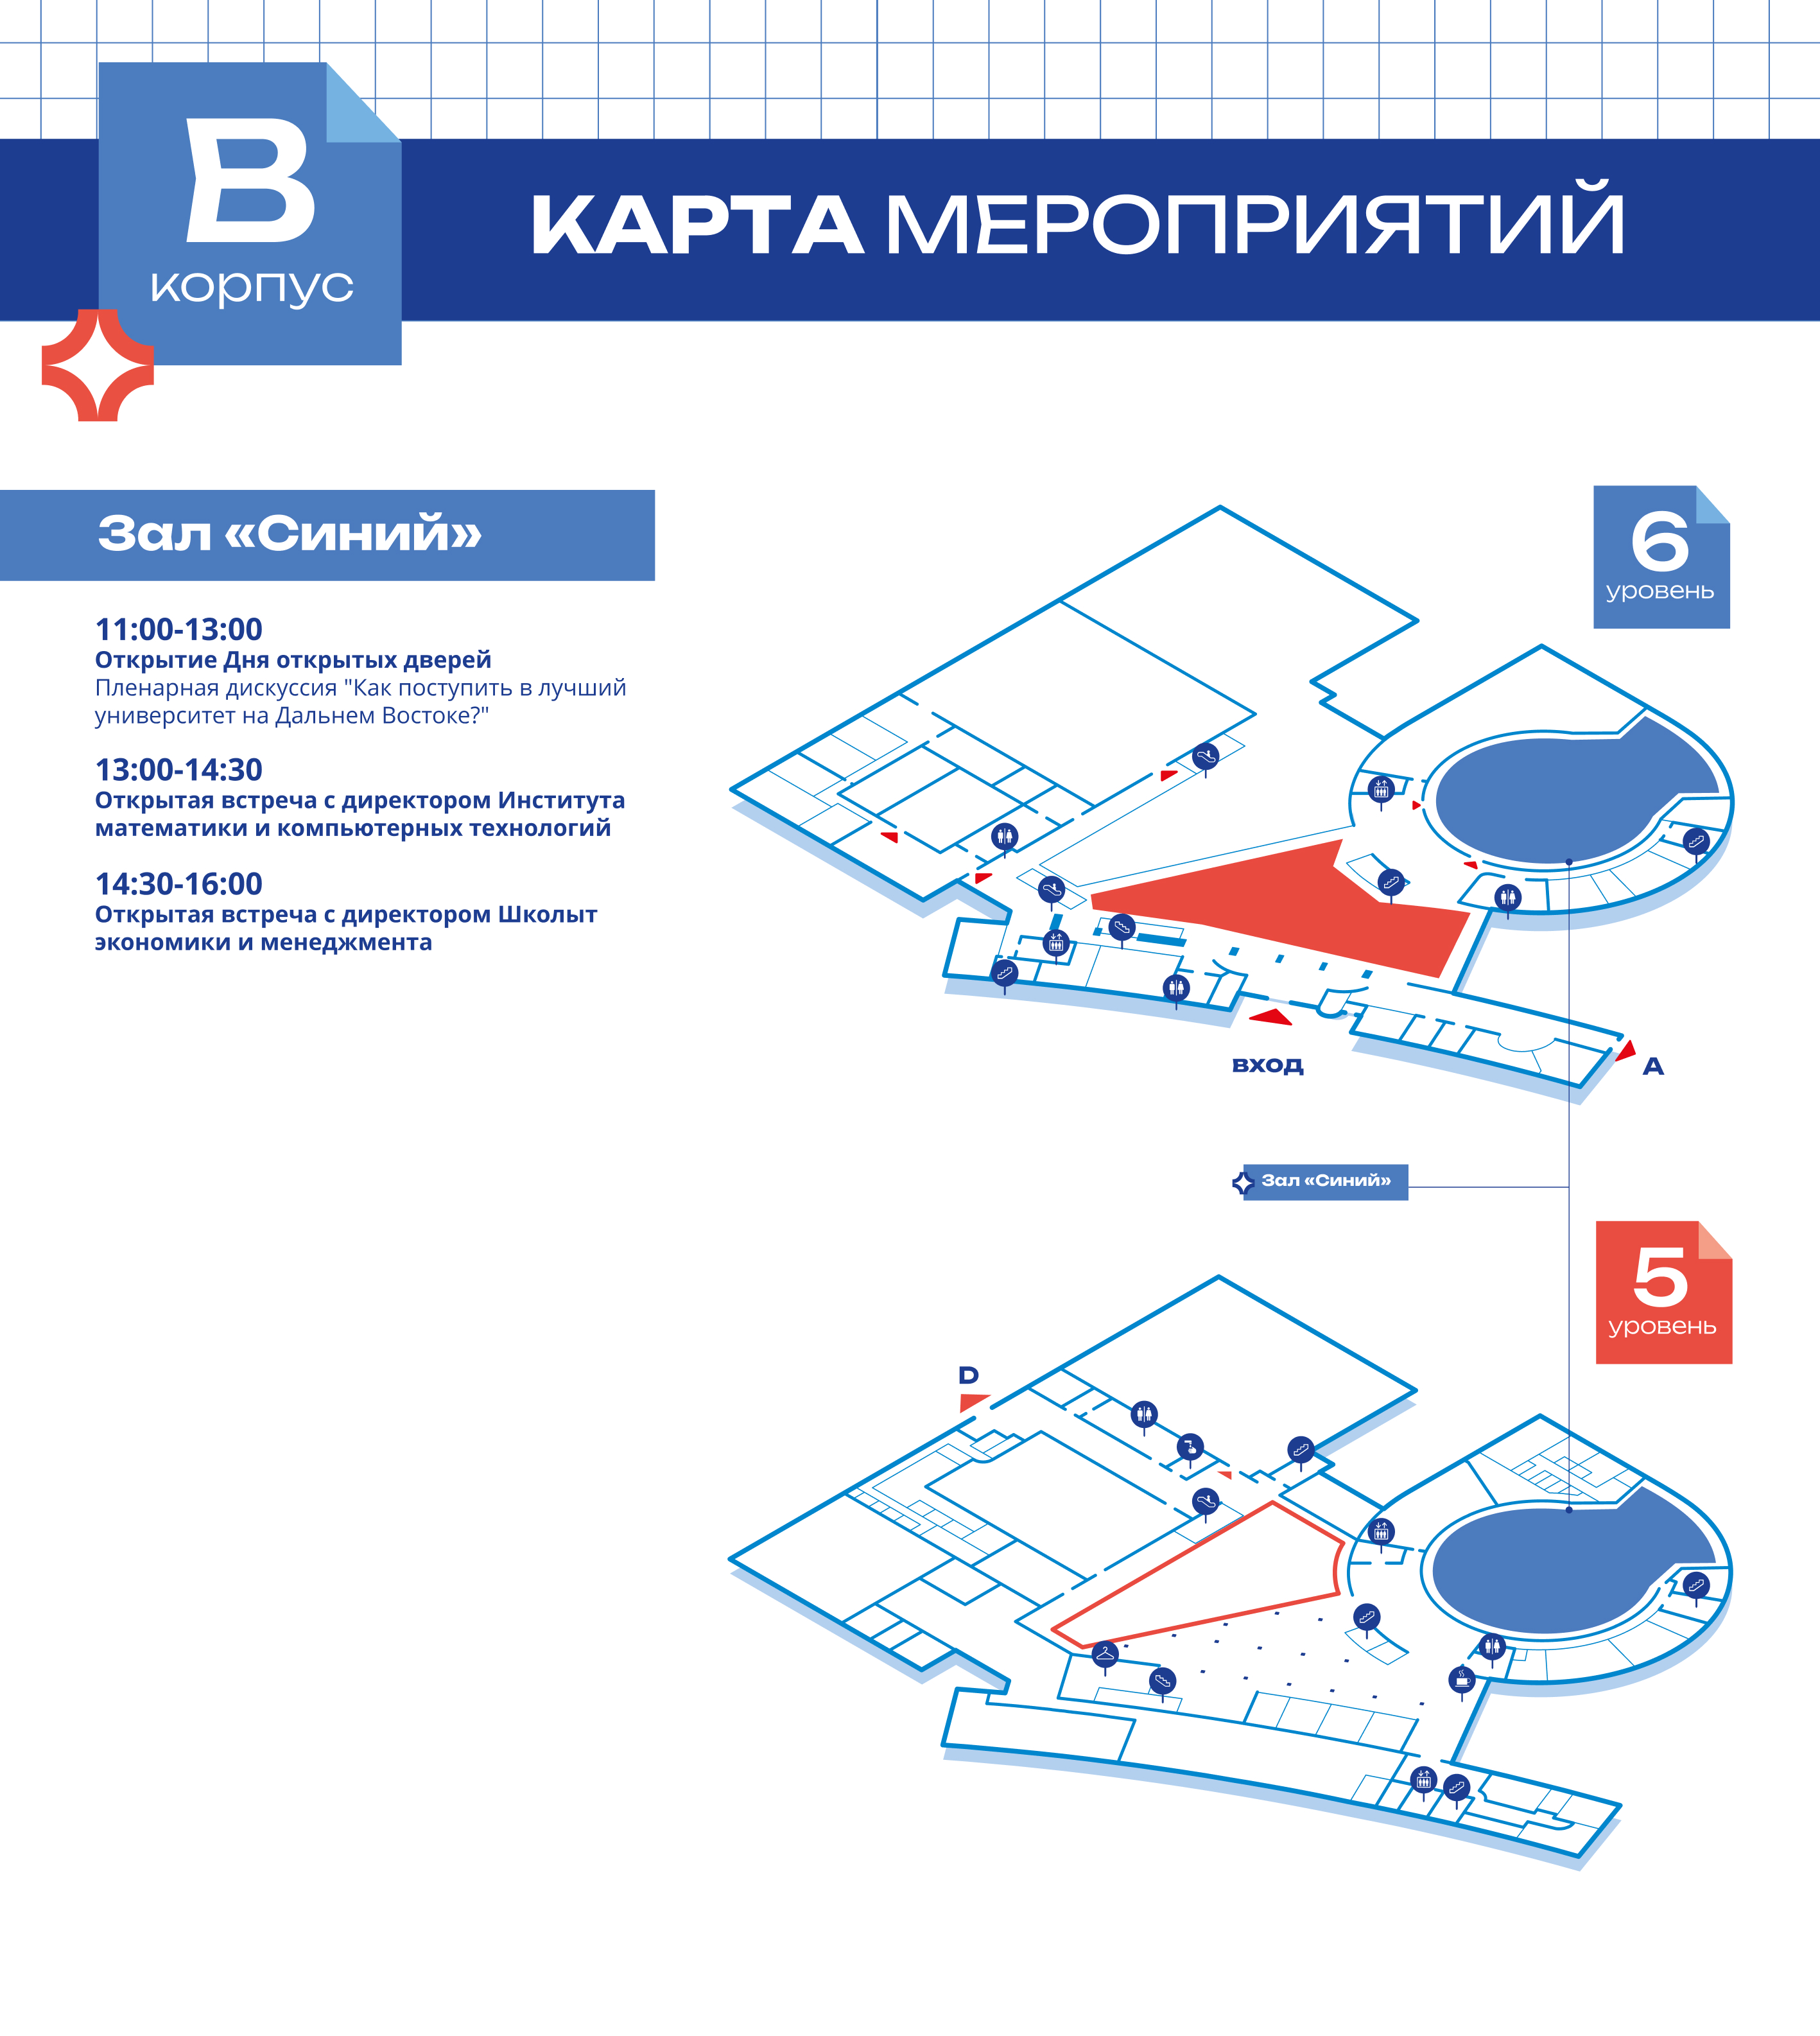 B
корпус
КАРТА МЕРОПРИЯТИЙ
Зал «Синий»
11:00-13:00
Открытие Дня открытых дверей
Пленарная дискуссия "Как поступить в лучший
университет на Дальнем Востоке?"
13:00-14:30
Открытая встреча с директором Института
математики и компьютерных технологий
14:30-16:00
Открытая встреча с директором Школыт
экономики и менеджмента
6
уровень
вход
A
Зал «Синий»
5
уровень
D